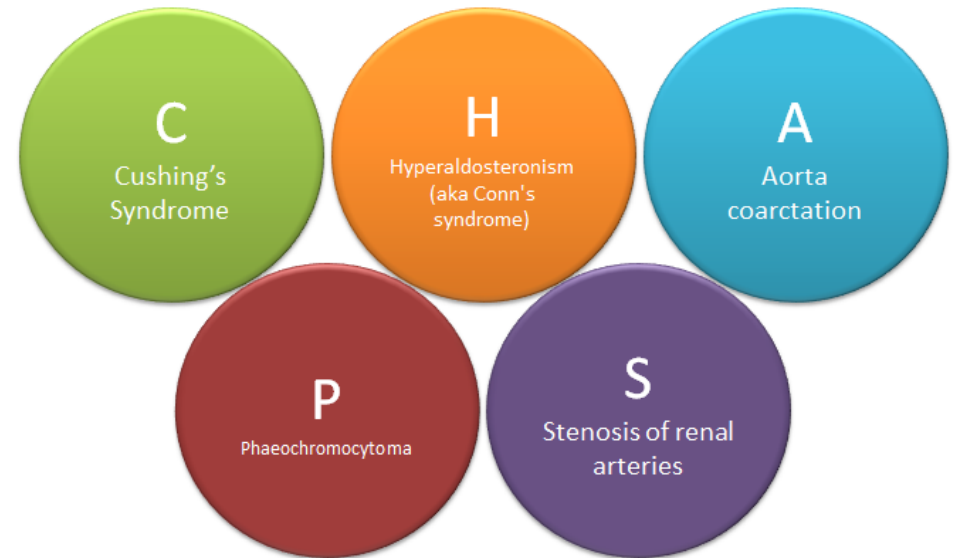 C
Cushing's
Syndrome
H
Hyperaldosteronism
(aka Conn's
syndrome)
A
Aorta
coarctation
P
Phaeochromocytoma
S
Stenosis of renal
arteries